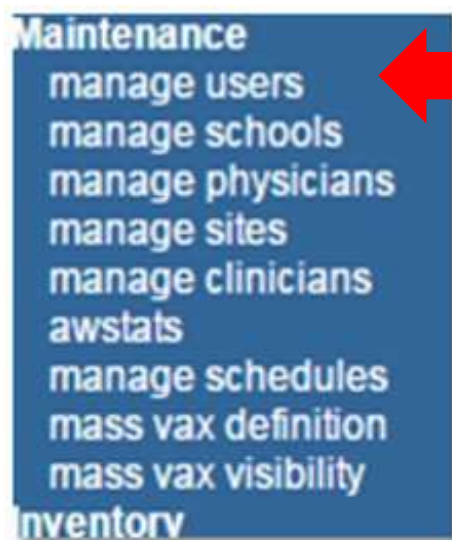 Maintenance
manage users
manage schools
manage physicians
manage sites
manage clinicians
awstats
manage schedules
mass vax definition
mass vax visibility
Inventory